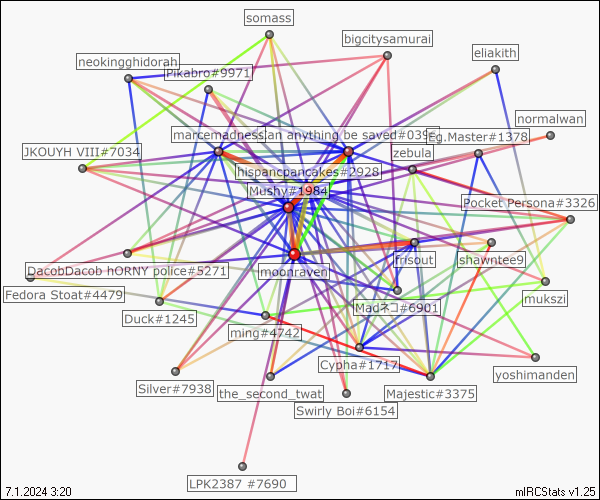 somass
bigcitysamurai
eliakith
neokingghidorah
Pikabro#9971
normalwan
marcemadness
an anything be saved#039
Eg.Master#1378
JKOUYH VIII#7034
zebula
hispancpancakes#2928
Mushy#1984
Pocket Persona#3326
frisout
shawntee9
DacobDacob hORNY police#5271
moonraven
Fedora Stoat#4479
Madネコ#6901
mukszi
Duck#1245
ming#4742
Cypha#1717
yoshimanden
Silver#7938
the_second_twat
Majestic#3375
Swirly Boi#6154
LPK2387 #7690
7.1.2024 3:20
mIRCStats v1.25